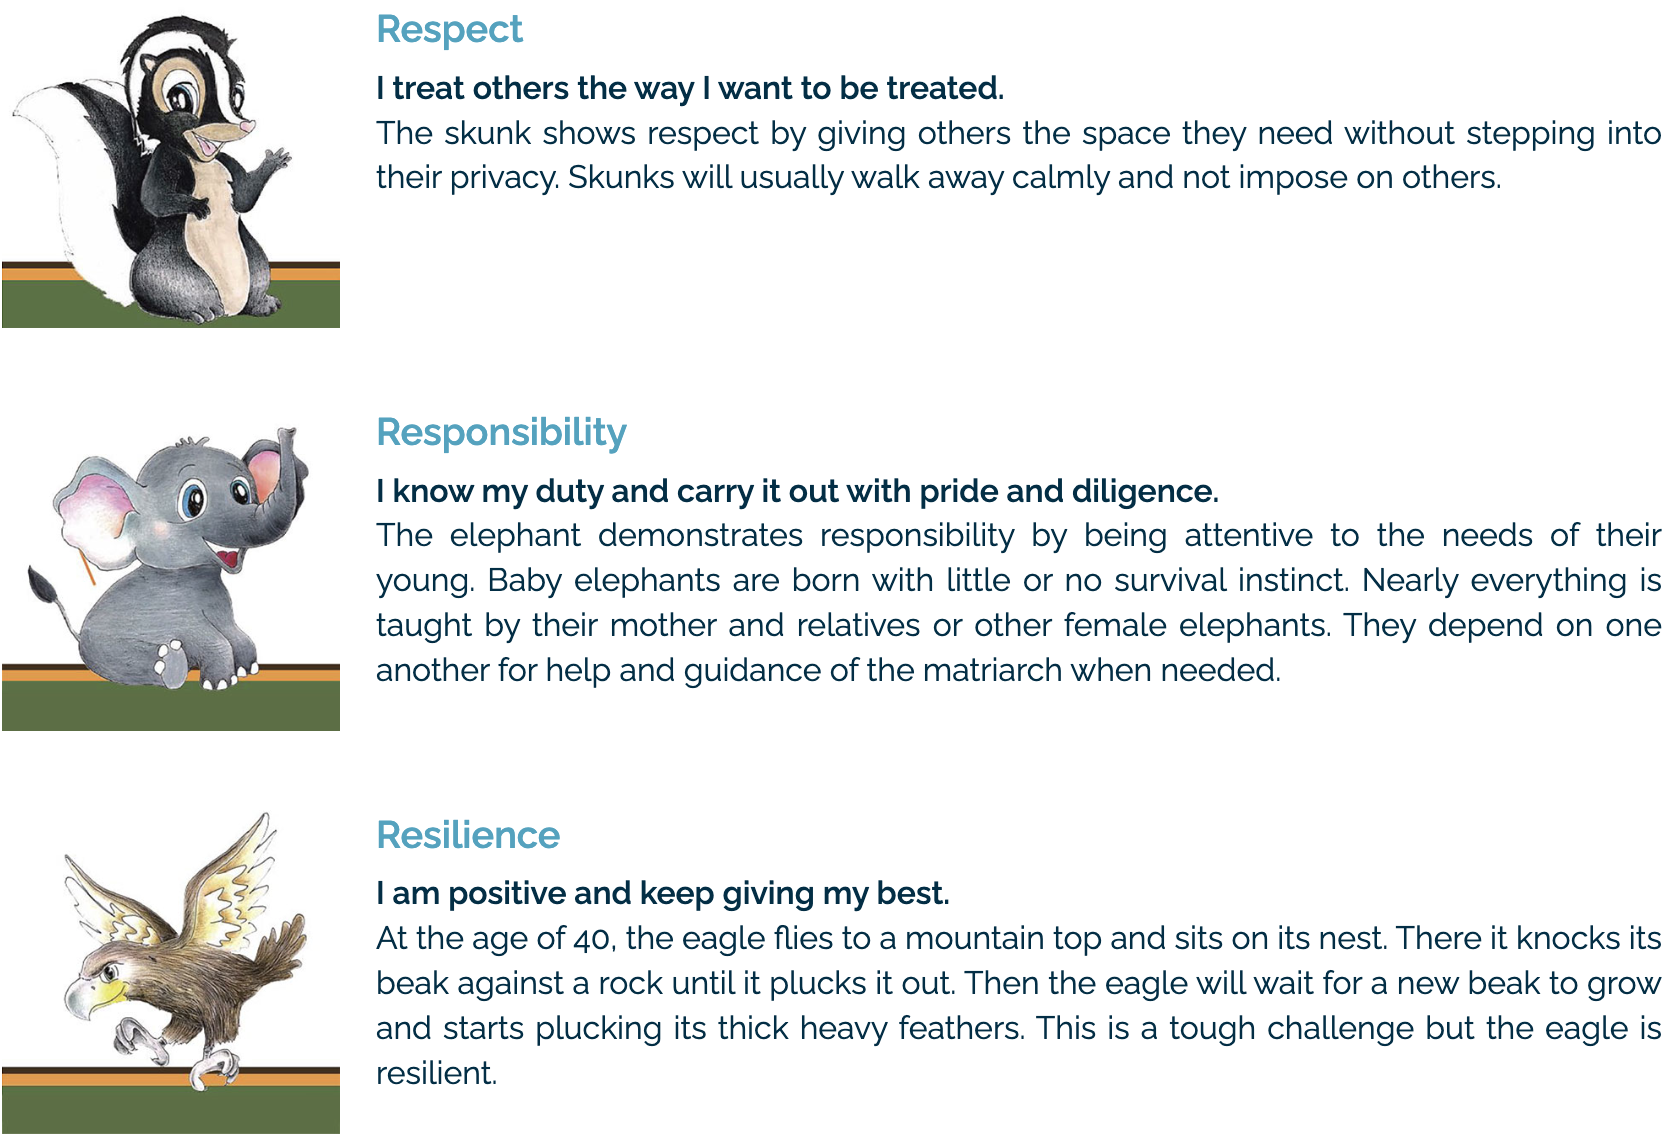 Respect
I treat others the way I want to be treated.
The skunk shows respect by giving others the space they need without stepping into
their privacy. Skunks will usually walk away calmly and not impose on others.
Responsibility
I know my duty and carry it out with pride and diligence.
The elephant demonstrates responsibility by being attentive to the needs of their
young. Baby elephants are born with little or no survival instinct. Nearly everything is
taught by their mother and relatives or other female elephants. They depend on one
another for help and guidance of the matriarch when needed.
Resilience
I am positive and keep giving my best.
At the age of 40, the eagle flies to a mountain top and sits on its nest. There it knocks its
beak against a rock until it plucks it out. Then the eagle will wait for a new beak to grow
and starts plucking its thick heavy feathers. This is a tough challenge but the eagle is
resilient.